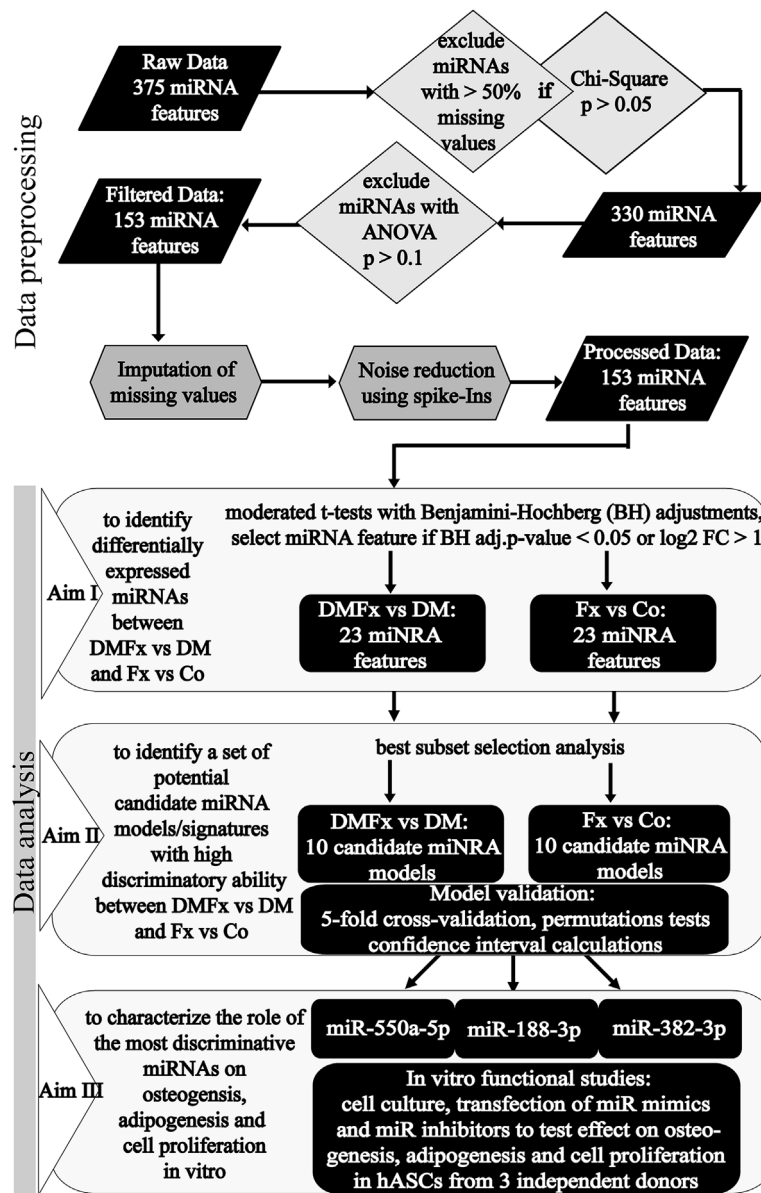 Data preprocessing
Raw Data
375 miRNA
features
exclude
miRNAs
with > 50%
missing
values
if
Chi-Square
p > 0.05
330 miRNA
features
exclude
miRNAs with
ANOVA
p > 0.1
Filtered Data:
153 miRNA
features
Imputation of
missing values
Noise reduction
using spike-Ins
Processed Data:
153 miRNA
features
Data analysis
Aim I
to identify
differentially
expressed
miRNAs
between
DMFx vs DM
and Fx vs Co
moderated t-tests with Benjamini-Hochberg (BH) adjustments,
select miRNA feature if BH adj.p-value < 0.05 or log2 FC > 1
DMFx vs DM:
23 miNRA
features
Fx vs Co:
23 miNRA
features
Aim II
to identify a set of
potential
candidate miRNA
models/signatures
with high
discriminatory ability
between DMFx vs DM
and Fx vs Co
best subset selection analysis
DMFx vs DM:
10 candidate miNRA
models
Fx vs Co:
10 candidate miNRA
models
Model validation:
5-fold cross-validation, permutations tests
confidence interval calculations
Aim III
to characterize the role of
the most discriminative
miRNAs on
osteogensis,
adipogenesis and
cell proliferation
in vitro
miR-550a-5p
miR-188-3p
miR-382-3p
In vitro functional studies:
cell culture, transfection of miR mimics
and miR inhibitors to test effect on osteo-
genesis, adipogenesis and cell proliferation
in hASCs from 3 independent donors